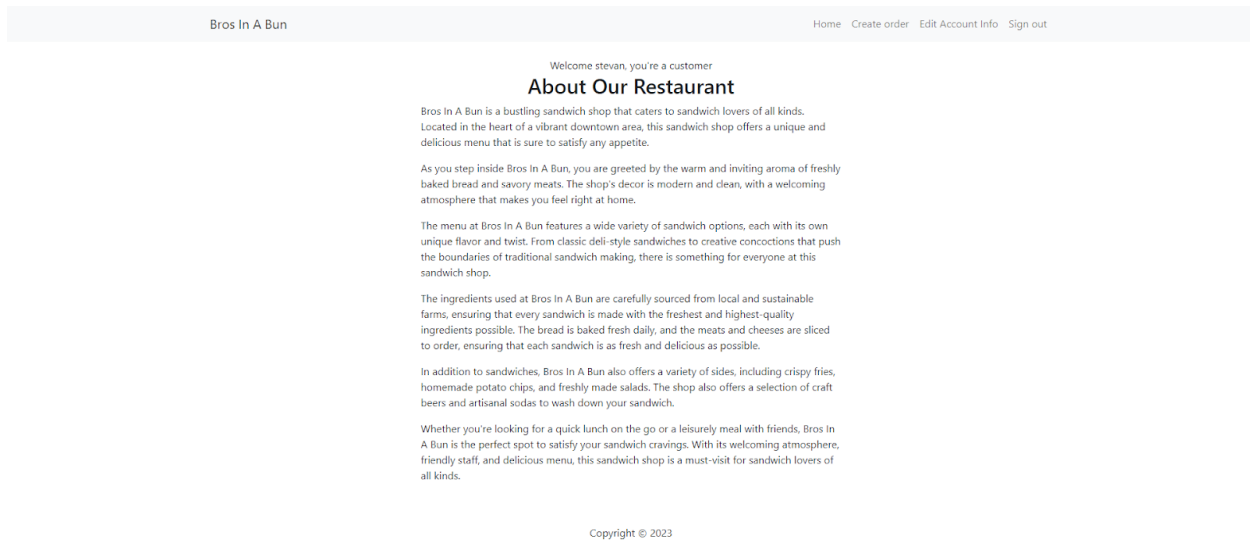 Bros In A Bun
Home Create order Edit Account Info Sign out
Welcome stevan, you're a customer
About Our Restaurant
Bros In A Bun is a bustling sandwich shop that caters to sandwich lovers of all kinds.
Located in the heart of a vibrant downtown area, this sandwich shop offers a unique and
delicious menu that is sure to satisfy any appetite.
As you step inside Bros In A Bun, you are greeted by the warm and inviting aroma of freshly
baked bread and savory meats. The shop's decor is modern and clean, with a welcoming
atmosphere that makes you feel right at home.
The menu at Bros In A Bun features a wide variety of sandwich options, each with its own
unique flavor and twist. From classic deli-style sandwiches to creative concoctions that push
the boundaries of traditional sandwich making, there is something for everyone at this
sandwich shop.
The ingredients used at Bros In A Bun are carefully sourced from local and sustainable
farms, ensuring that every sandwich is made with the freshest and highest-quality
ingredients possible. The bread is baked fresh daily, and the meats and cheeses are sliced
to order, ensuring that each sandwich is as fresh and delicious as possible.
In addition to sandwiches, Bros In A Bun also offers a variety of sides, including crispy fries,
homemade potato chips, and freshly made salads. The shop also offers a selection of craft
beers and artisanal sodas to wash down your sandwich.
Whether you're looking for a quick lunch on the go or a leisurely meal with friends, Bros In
A Bun is the perfect spot to satisfy your sandwich cravings. With its welcoming atmosphere,
friendly staff, and delicious menu, this sandwich shop is a must-visit for sandwich lovers of
all kinds.
Copyright © 2023